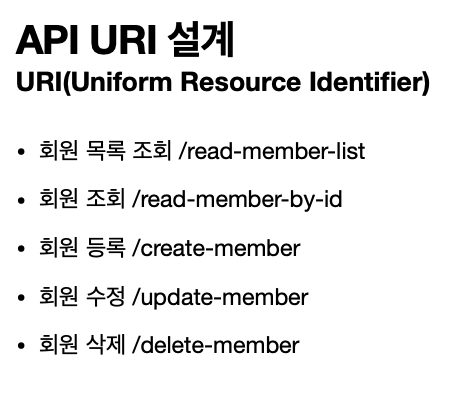 API URI 설계
URI(Uniform Resource Identifier)
• 회원 목록 조회 /read-member-list
• 회원 조회 /read-member-by-id
• 회원 등록 /create-member
• 회원 수정 /update-member
• 회원 삭제 /delete-member